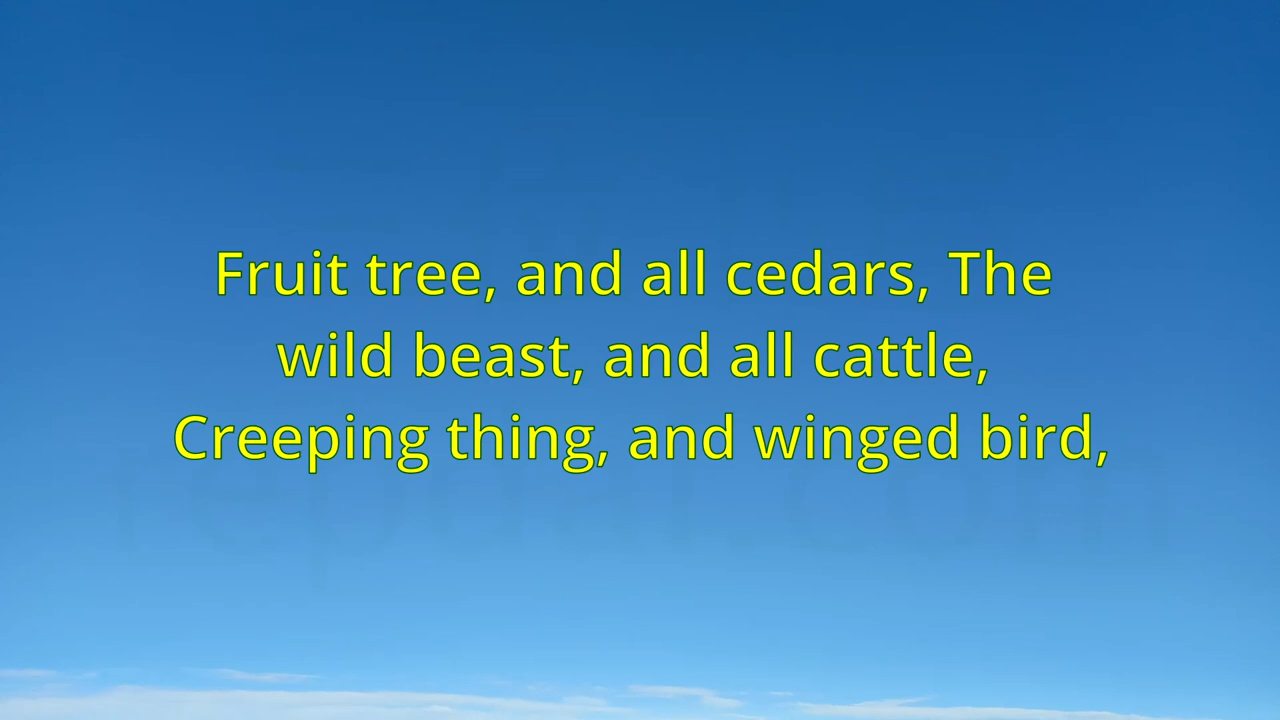 Fruit tree, and all cedars, The
wild beast, and all cattle,
Creeping thing, and winged bird,